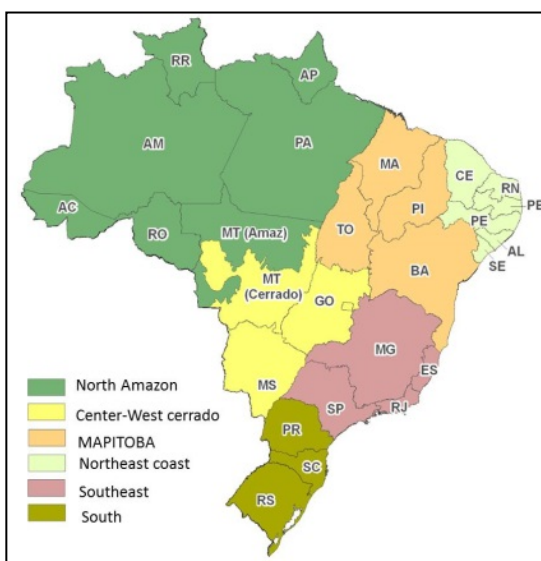 RR
AP
AM
PA
MA
CE
RN
PE
AC
PI
PE
RO
MT (Amaz)
TO
AL
SE
BA
MT
(Cerrado)
GO
MG
ES
MS
SP
RJ
PR
SC
RS
North Amazon
Center-West cerrado
MAPITOBA
Northeast coast
Southeast
South